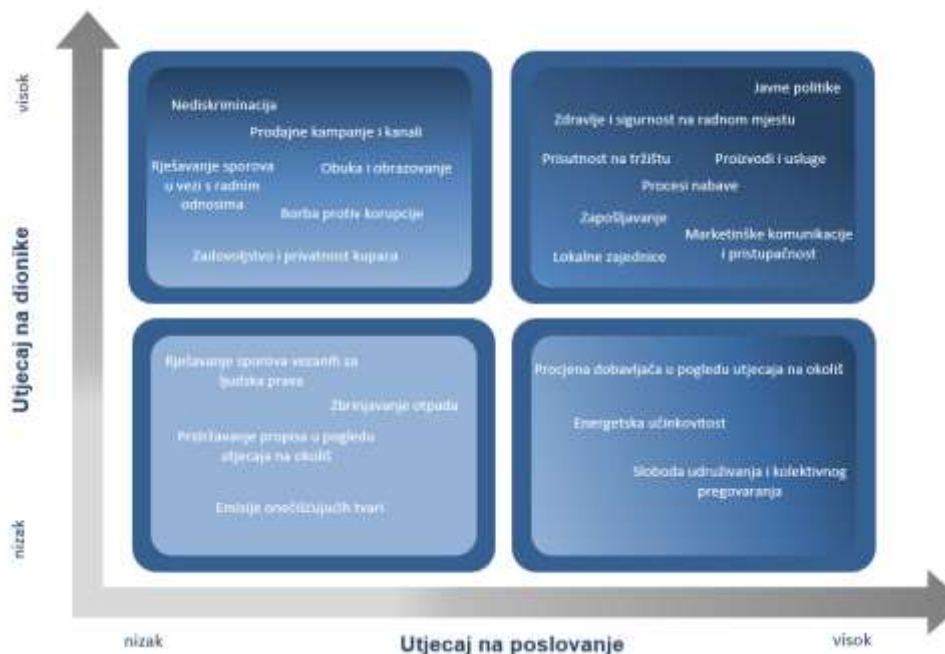 visok
Utjecaj na dionike
nizak
Nediskriminacija
Prodajne kampanje i kanali
Rješavanje sporova
u vezi s radnim
odnosima
Obuka i obrazovanje
Borba protiv korupcije
Zadovoljstvo i privatnost kupaca
Javne politike
Zdravlje i sigurnost na radnom mjestu
Prisutnost na tržištu
Proizvodi i usluge
Procesi nabave
Zapošljavanje
Marketinške komunikacije
i pristupačnost
Lokalne zajednice
Rješavanje sporova vezanih za
ljudska prava
Zbrinjavanje otpada
Pridržavanje propisa u pogledu
utjecaja na okoliš
Emisije onečišćujućih tvari
Procjena dobavljača u pogledu utjecaja na okoliš
Energetska učinkovitost
Sloboda udruživanja i kolektivnog
pregovaranja
nizak
Utjecaj na poslovanje
visok